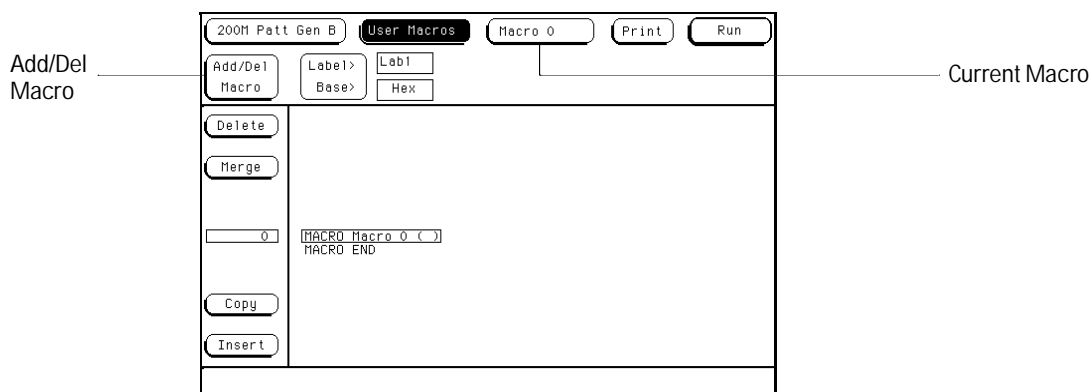 200M Patt Gen B User Macros Macro 0 Print Run
Add/Del Macro
Add/Del Macro
Label> Lab1
Base> Hex
Current Macro
Delete
Merge
0 MACRO Macro 0 ( )
MACRO END
Copy
Insert